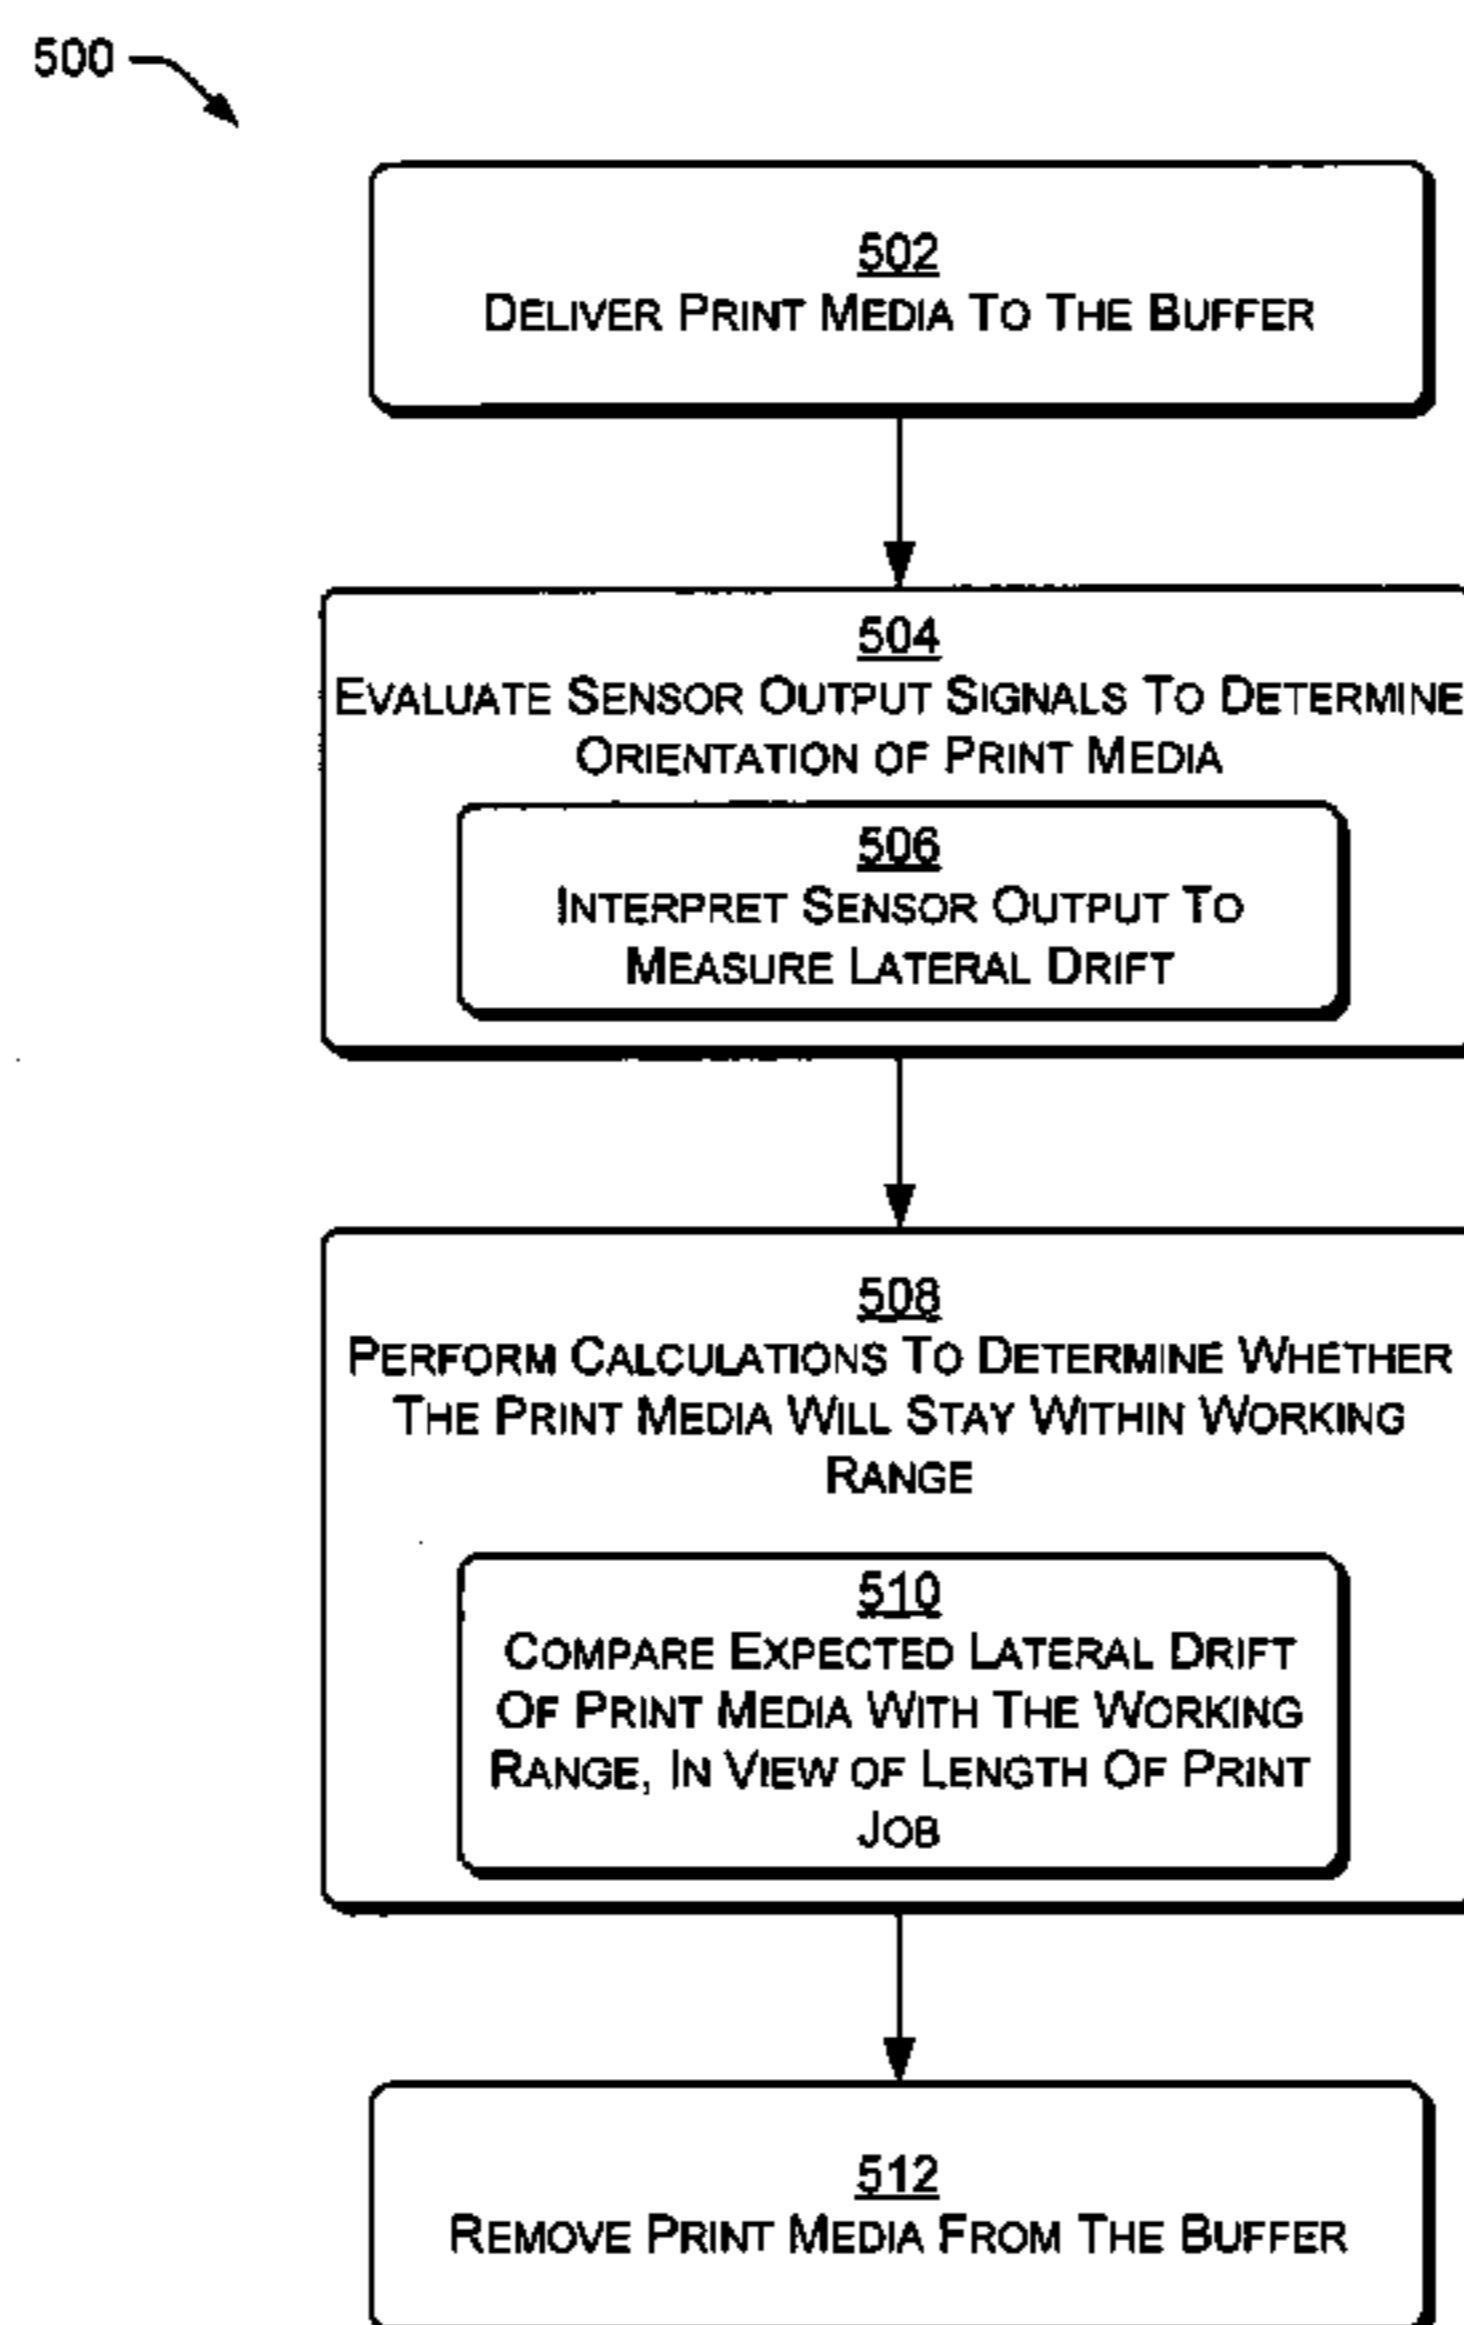 500
502
DELIVER PRINT MEDIA TO THE BUFFER
504
EVALUATE SENSOR OUTPUT SIGNALS TO DETERMINE
ORIENTATION OF PRINT MEDIA
506
INTERPRET SENSOR OUTPUT TO
MEASURE LATERAL DRIFT
508
PERFORM CALCULATIONS TO DETERMINE WHETHER
THE PRINT MEDIA WILL STAY WITHIN WORKING
RANGE
510
COMPARE EXPECTED LATERAL DRIFT
OF PRINT MEDIA WITH THE WORKING
RANGE, IN VIEW OF LENGTH OF PRINT
JOB
512
REMOVE PRINT MEDIA FROM THE BUFFER